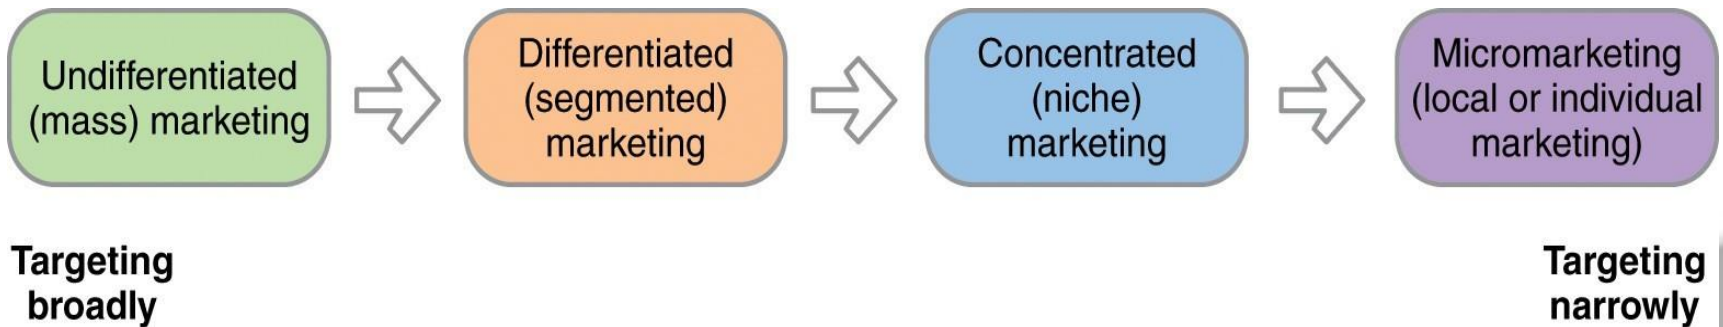 Undifferentiated
(mass) marketing
Differentiated
(segmented)
marketing
Concentrated
(niche)
marketing
Micromarketing
(local or individual
marketing)
Targeting
broadly
Targeting
narrowly